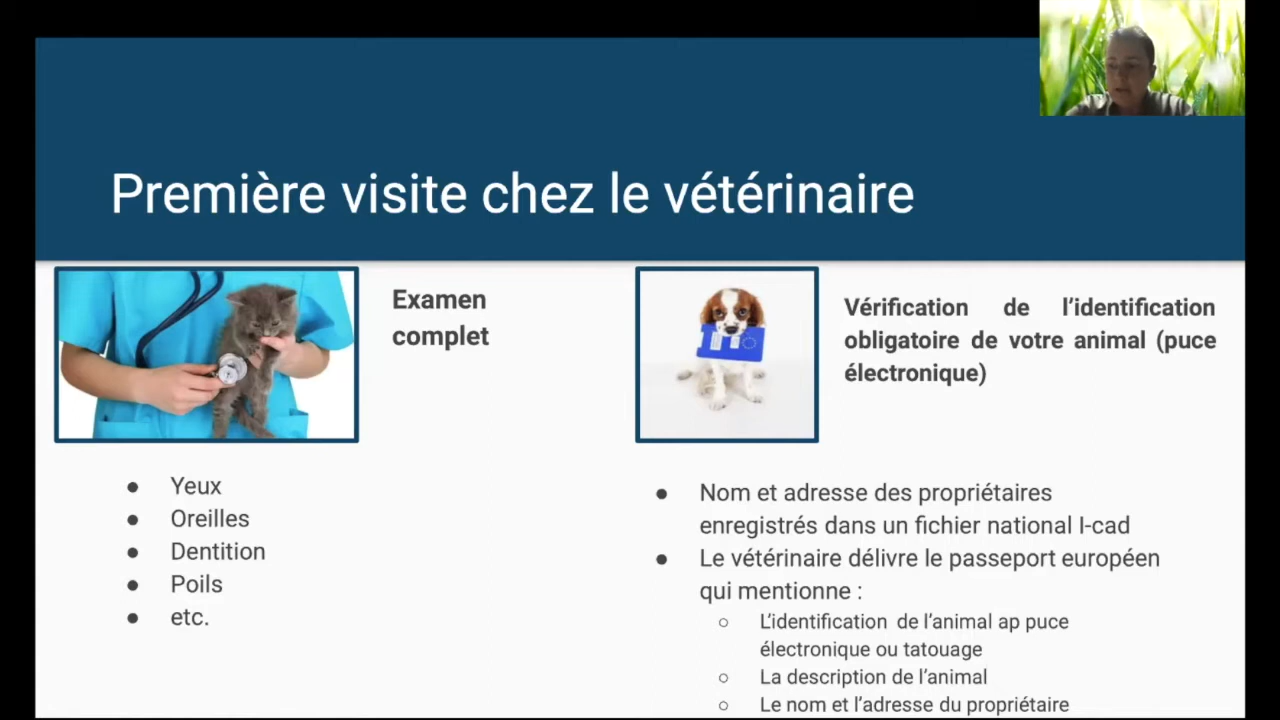 Première visite chez le vétérinaire
Examen
complet
Yeux
Oreilles
Dentition
Poils
etc.
Vérification de l’identification
obligatoire de votre animal (puce
électronique)
Nom et adresse des propriétaires
enregistrés dans un fichier national I-cad
Le vétérinaire délivre le passeport européen
qui mentionne :
L’identification de l’animal ap puce
électronique ou tatouage
La description de l’animal
Le nom et l’adresse du propriétaire